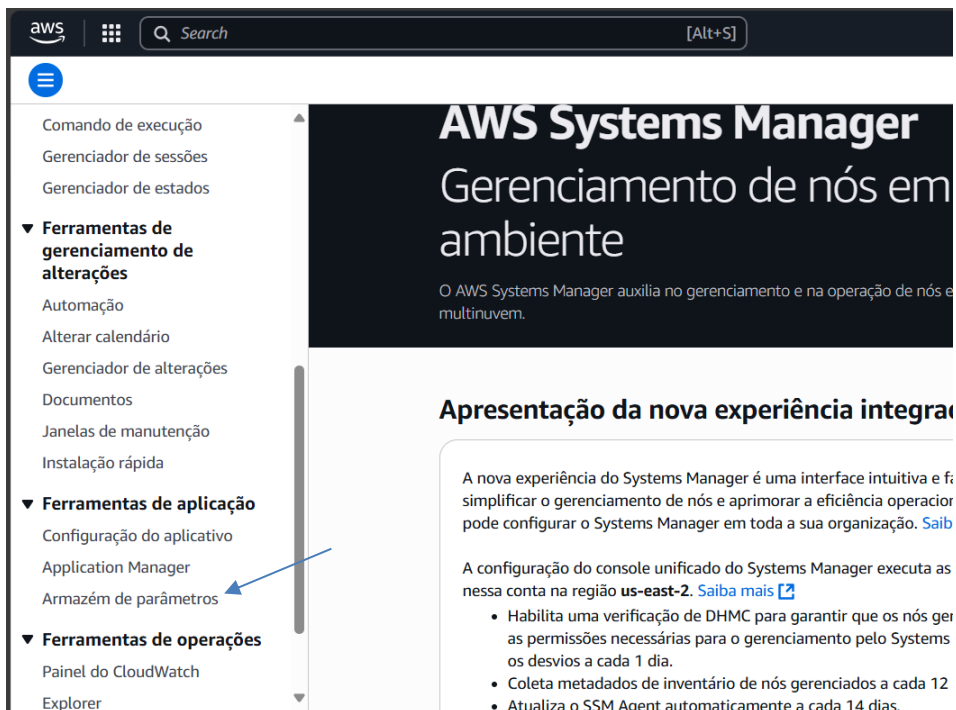 aws
Search
[Alt+S]
Comando de execução
Gerenciador de sessões
Gerenciador de estados
Ferramentas de
gerenciamento de
alterações
Automação
Alterar calendário
Gerenciador de alterações
Documentos
Janelas de manutenção
Instalação rápida
Ferramentas de aplicação
Configuração do aplicativo
Application Manager
Armazém de parâmetros
Ferramentas de operações
Painel do CloudWatch
Explorer
AWS Systems Manager
Gerenciamento de nós em
ambiente
O AWS Systems Manager auxilia no gerenciamento e na operação de nós e
multinuvem.
Apresentação da nova experiência
A nova experiência do Systems Manager é uma interface intuitiva e
simplificar o gerenciamento de nós e aprimorar a eficiência
pode configurar o Systems Manager em toda a sua organização.
A configuração do console unificado do Systems Manager executa as
nessa conta na região us-east-2. Saiba mais
• Habilita uma verificação de DHMC para garantir que os nós
as permissões necessárias para o gerenciamento pelo Systems
os desvios a cada 1 dia.
• Coleta metadados de inventário de nós gerenciados a cada 12
• Atualiza o SSM Agent automaticamente a cada 14 dias.